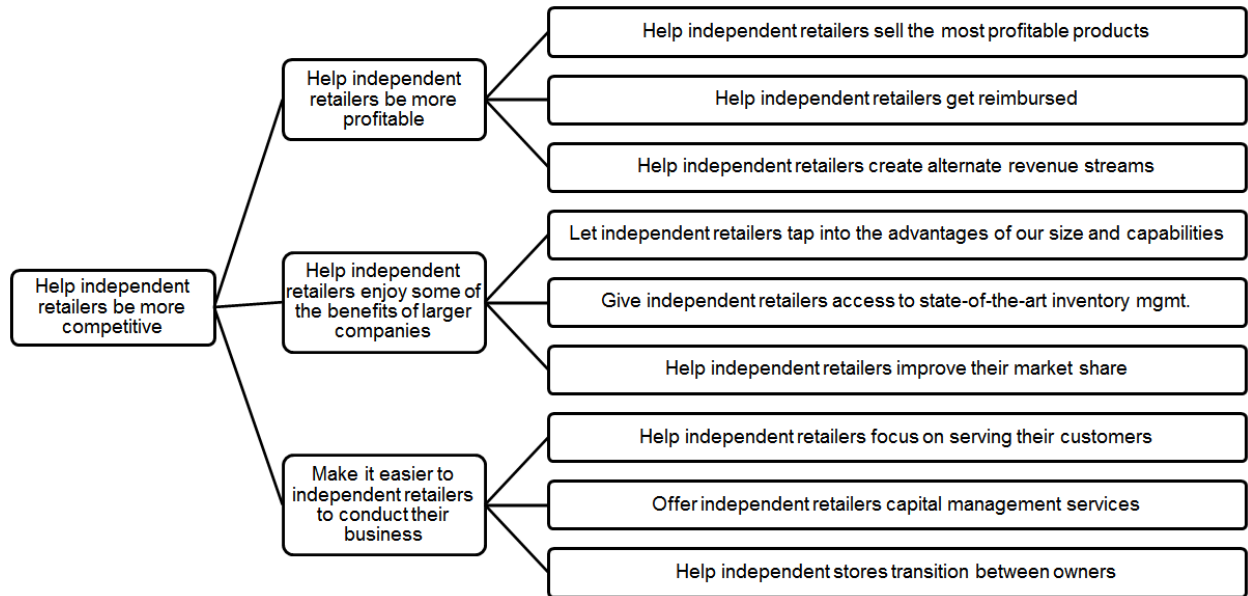 Help independent
retailers be more
competitive
Help independent
retailers be more
profitable
Help independent retailers sell the most profitable products
Help independent retailers get reimbursed
Help independent retailers create alternate revenue streams
Help independent
retailers enjoy some of
the benefits of larger
companies
Let independent retailers tap into the advantages of our size and capabilities
Give independent retailers access to state-of-the-art inventory mgmt.
Help independent retailers improve their market share
Make it easier to
independent retailers
to conduct their
business
Help independent retailers focus on serving their customers
Offer independent retailers capital management services
Help independent stores transition between owners